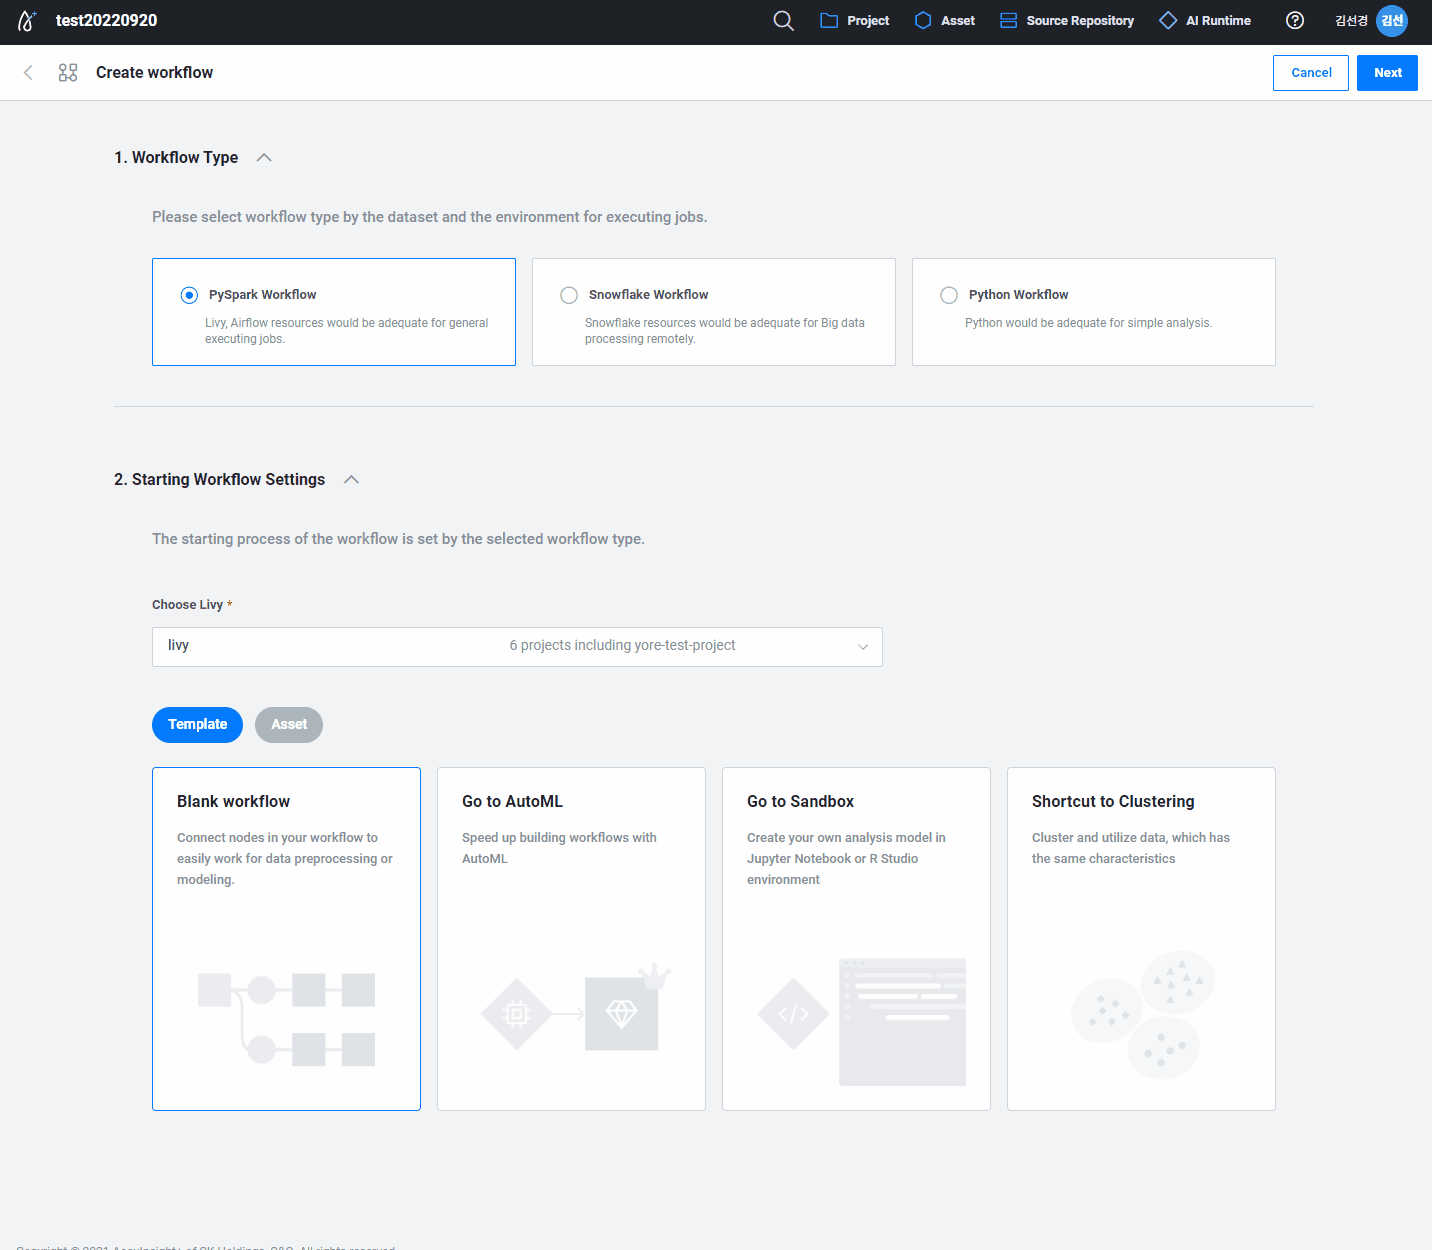 test20220920
Project
Asset
Source Repository
AI Runtime
김선경
김선
Create workflow
Cancel
Next
1. Workflow Type
Please select workflow type by the dataset and the environment for executing jobs.
PySpark Workflow
Livy, Airflow resources would be adequate for general
executing jobs.
Snowflake Workflow
Snowflake resources would be adequate for Big data
processing remotely.
Python Workflow
Python would be adequate for simple analysis.
2. Starting Workflow Settings
The starting process of the workflow is set by the selected workflow type.
Choose Livy *
livy
6 projects including yore-test-project
Template
Asset
Blank workflow
Connect nodes in your workflow to
easily work for data preprocessing or
modeling.
Go to AutoML
Speed up building workflows with
AutoML
Go to Sandbox
Create your own analysis model in
Jupyter Notebook or R Studio
environment
Shortcut to Clustering
Cluster and utilize data, which has
the same characteristics